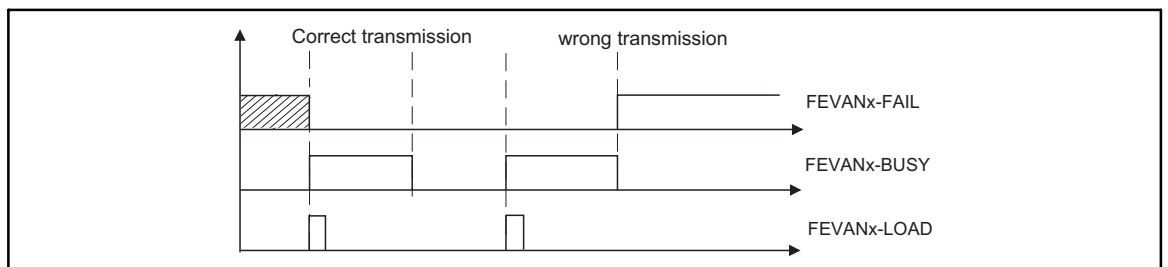 Correct transmission
wrong transmission
FEVANx-FAIL
FEVANx-BUSY
FEVANx-LOAD